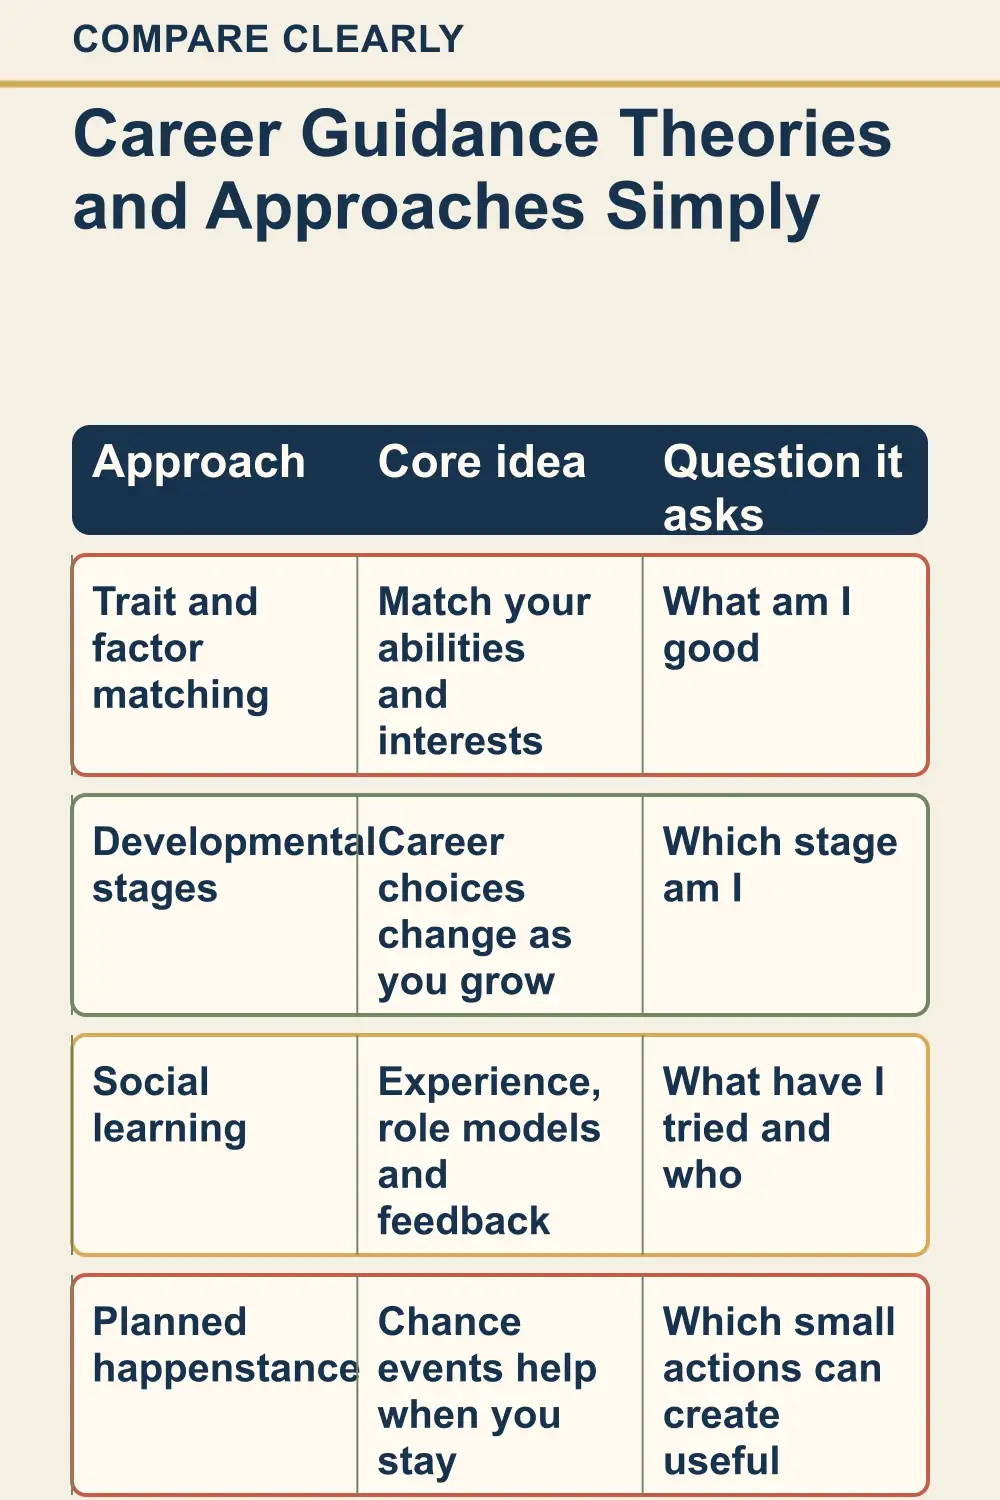 COMPARE CLEARLY
Career Guidance Theories
and Approaches Simply
Approach
Core idea
Question it
asks
Trait and
factor
matching
Match your
abilities
and
interests
What am I
good
Developmental
stages
Career
choices
change as
you grow
Which stage
am I
Social
learning
Experience,
role models
and
feedback
What have I
tried and
who
Planned
happenstance
Chance
events help
when you
stay
Which small
actions can
create
useful